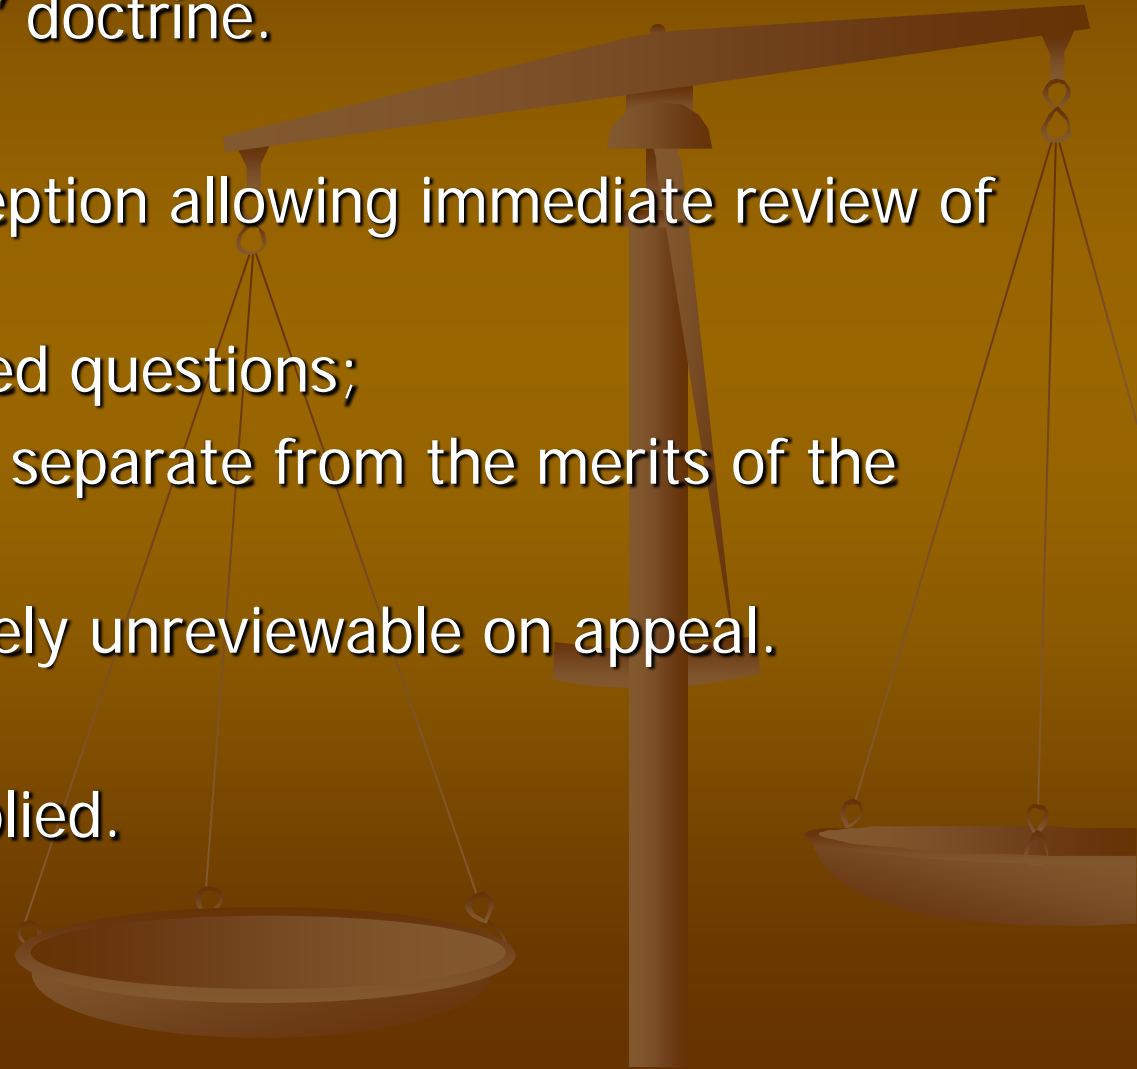 ” doctrine.
eption allowing immediate review of
ed questions;
separate from the merits of the
ely unreviewable on appeal.
plied.